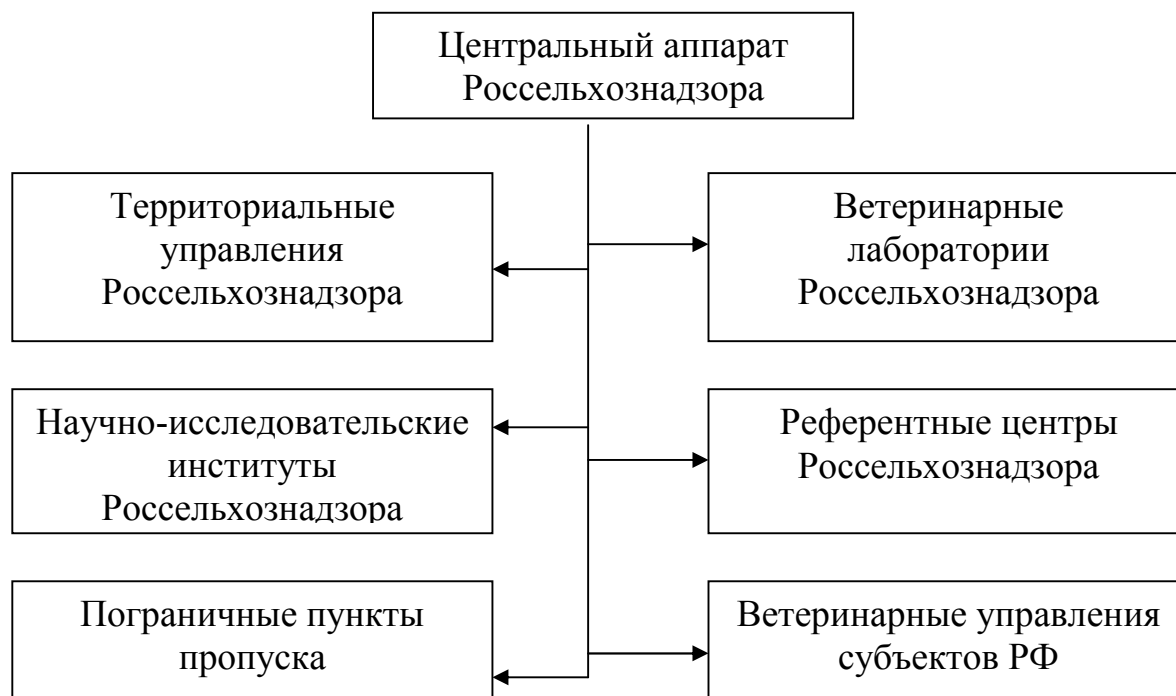 Центральный аппарат
Россельхознадзора
Территориальные
управления
Россельхознадзора
Ветеринарные
лаборатории
Россельхознадзора
Научно-исследовательские
институты
Россельхознадзора
Референтные центры
Россельхознадзора
Пограничные пункты
пропуска
Ветеринарные управления
субъектов РФ